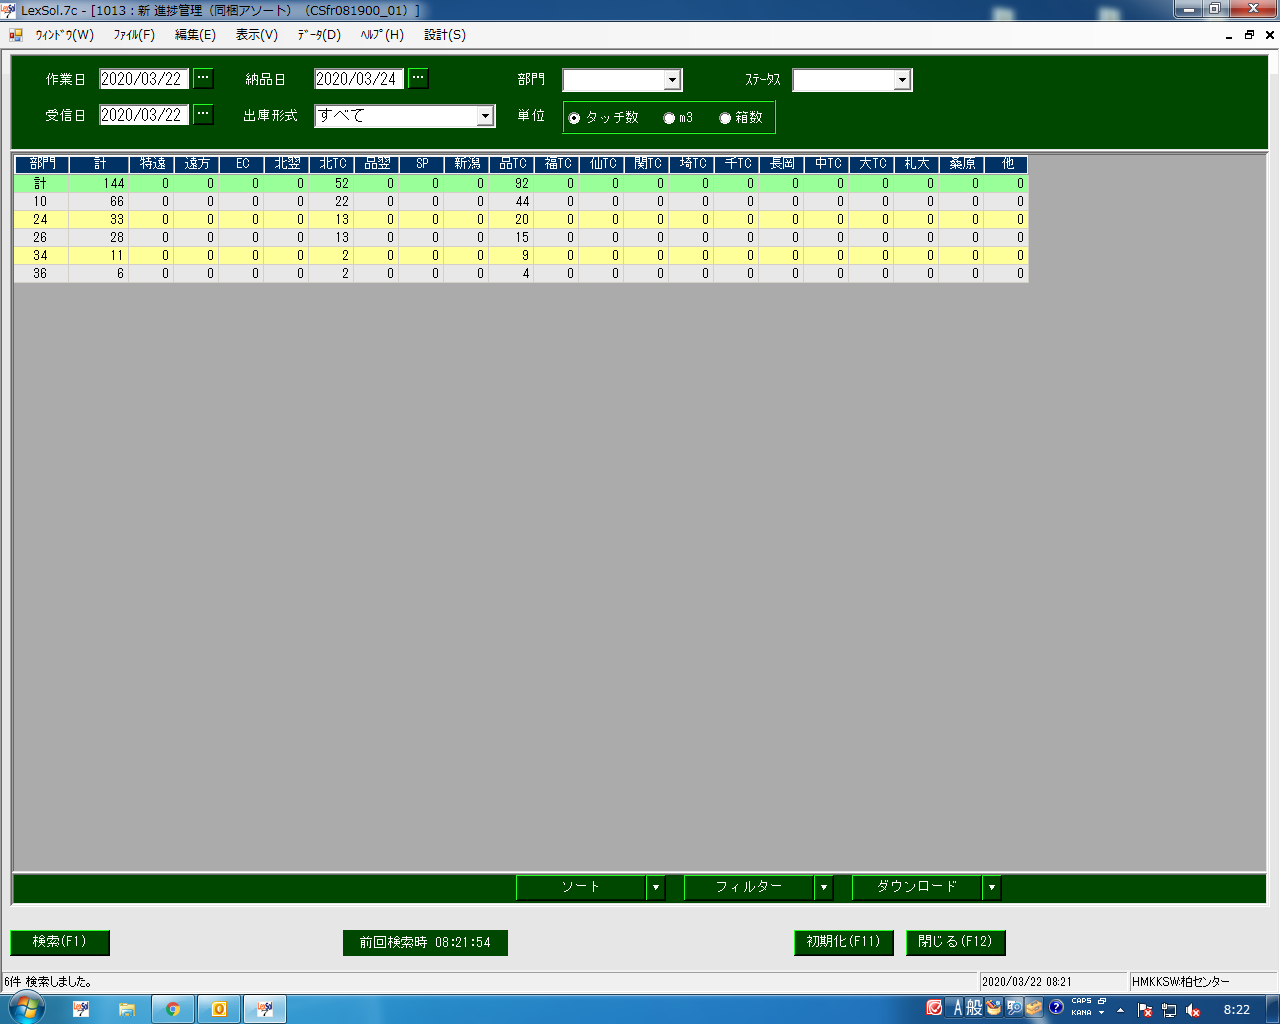 LexSol.7c - [1013 : 新 進捗管理（同梱アソート）（CSfr081900_01）]
ｳｨﾝﾄﾞｳ(W) ﾌｧｲﾙ(F) 編集(E) 表示(V) ﾃﾞｰﾀ(D) ﾍﾙﾌﾟ(H) 設計(S)
作業日 2020/03/22 ... 納品日 2020/03/24 ... 部門 ｽﾃｰﾀｽ
受信日 2020/03/22 ... 出庫形式 すべて 単位 タッチ数 m3 箱数
部門 計 特遠 遠方 EC 北翌 北TC 品翌 SP 新潟 品TC 福TC 仙TC 関TC 埼TC 千TC 長岡 中TC 大TC 札大 桑原 他
計 144 0 0 0 0 52 0 0 0 92 0 0 0 0 0 0 0 0 0 0 0
10 66 0 0 0 0 22 0 0 0 44 0 0 0 0 0 0 0 0 0 0 0
24 33 0 0 0 0 13 0 0 0 20 0 0 0 0 0 0 0 0 0 0 0
26 28 0 0 0 0 13 0 0 0 15 0 0 0 0 0 0 0 0 0 0 0
34 11 0 0 0 0 2 0 0 0 9 0 0 0 0 0 0 0 0 0 0 0
36 6 0 0 0 0 2 0 0 0 4 0 0 0 0 0 0 0 0 0 0 0
ソート フィルター ダウンロード
検索(F1) 前回検索時 08:21:54 初期化(F11) 閉じる(F12)
6件 検索しました。 2020/03/22 08:21 HMKKSW柏センター
LexSol LexSol A 般 CAPS KANA 8:22